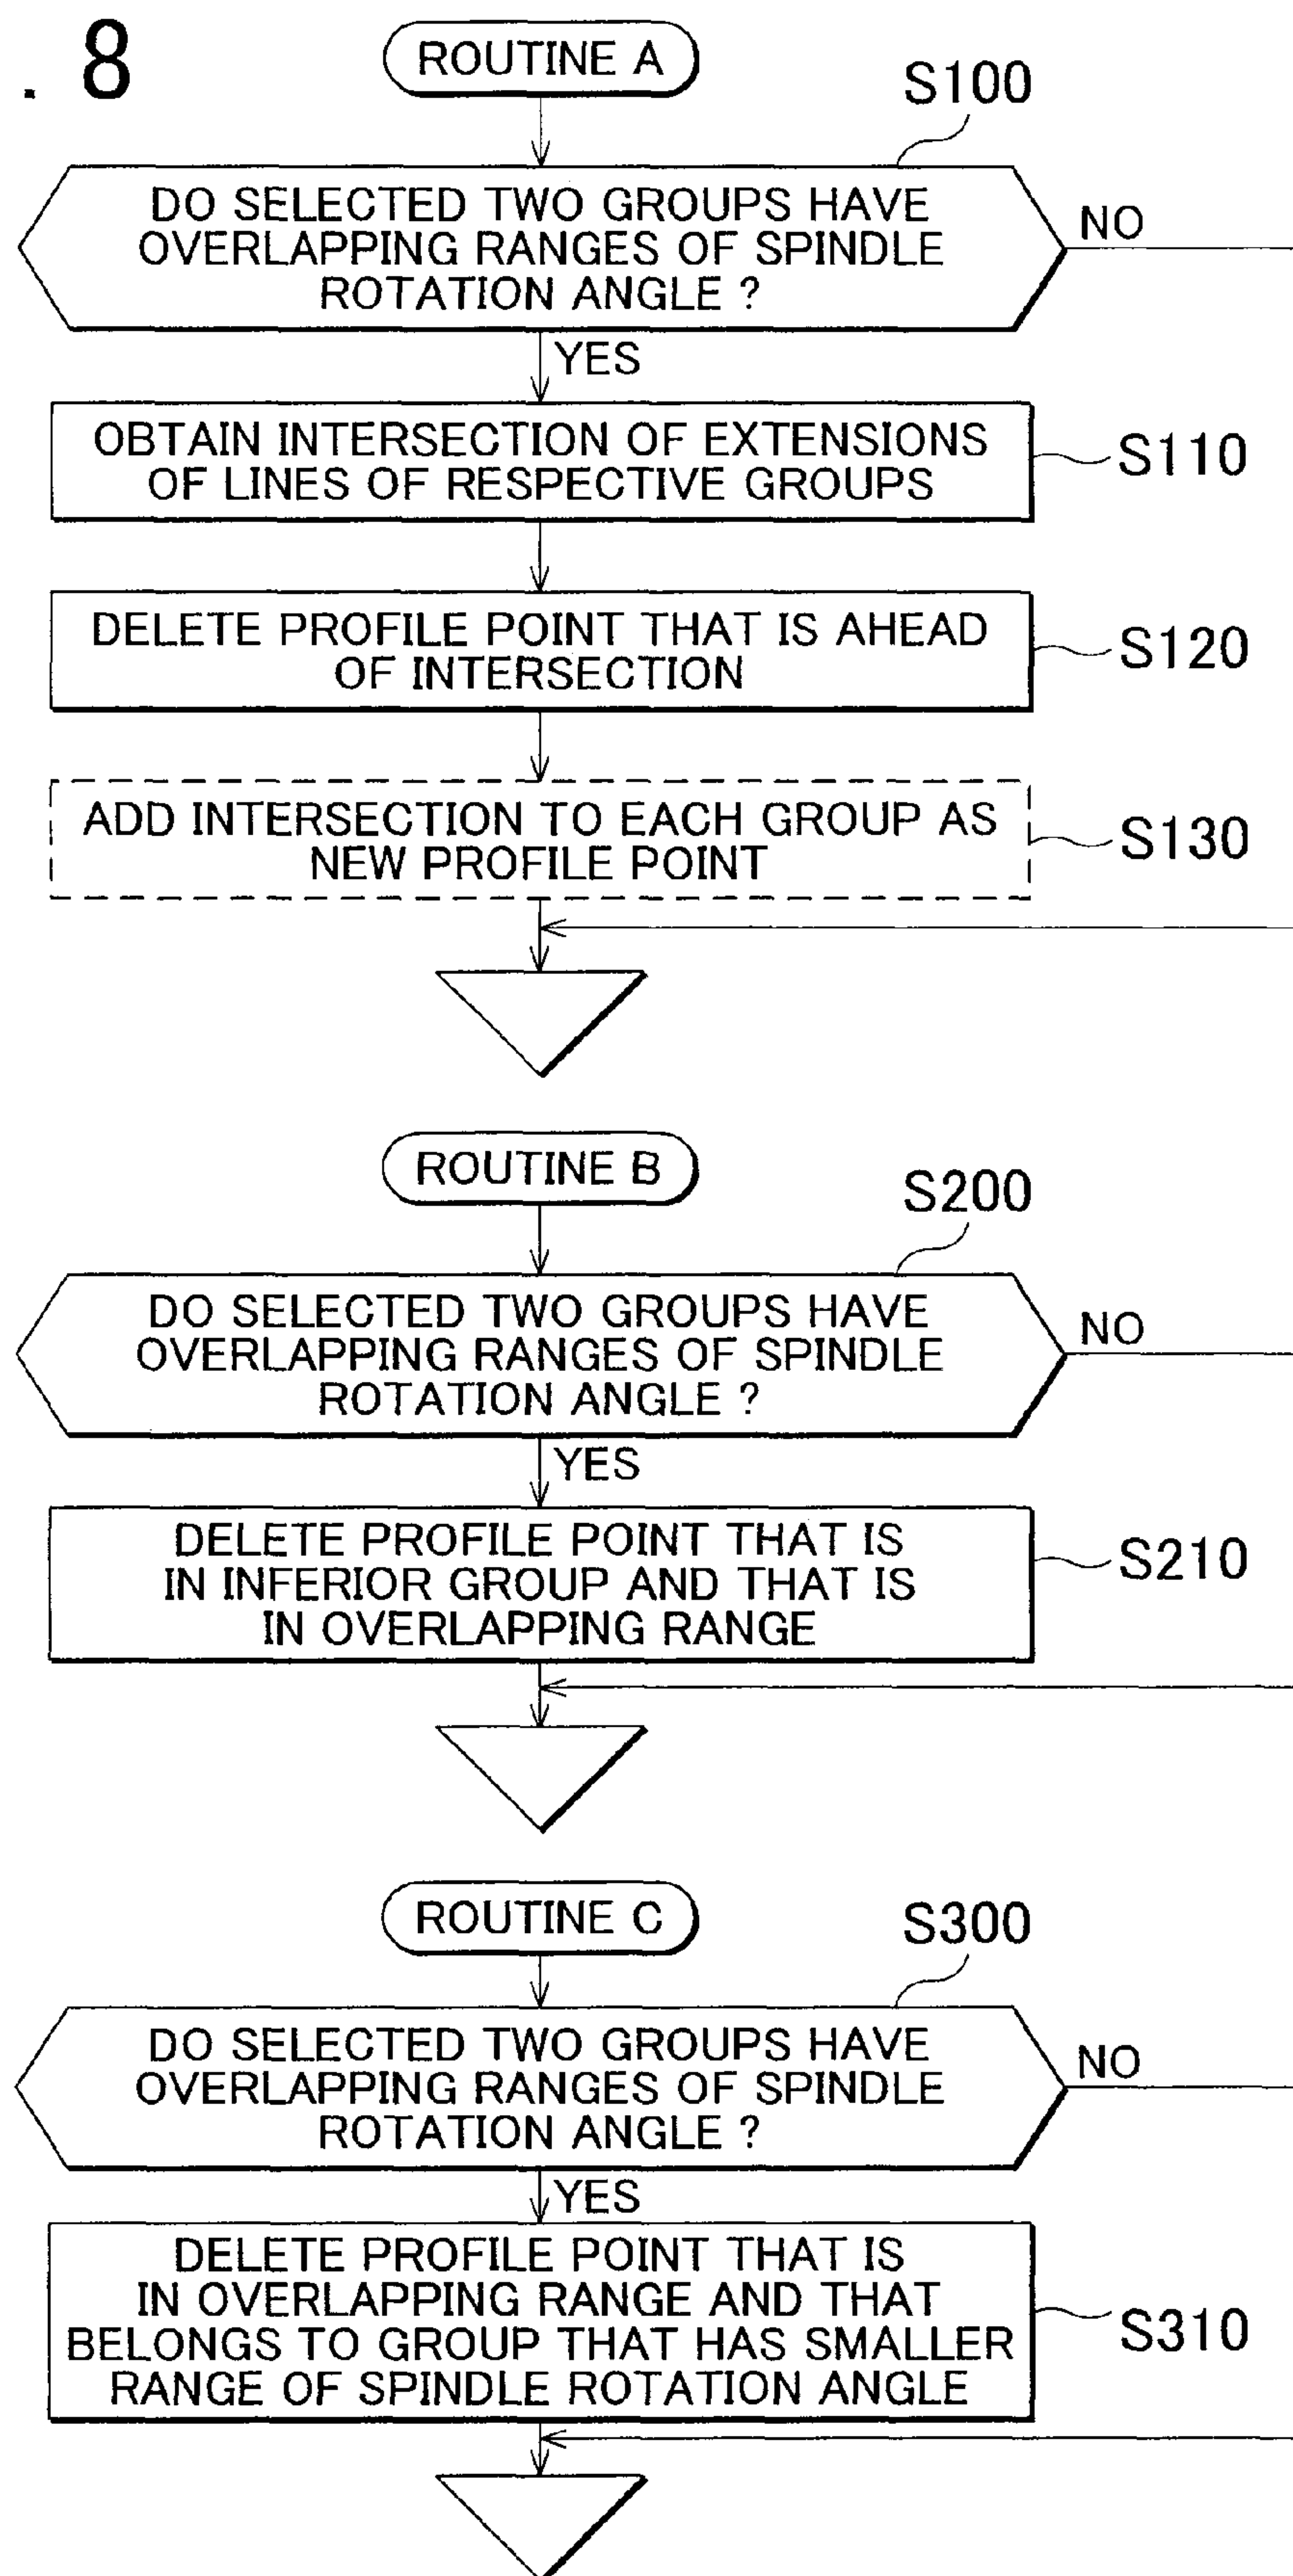 . 8
ROUTINE A
S100
DO SELECTED TWO GROUPS HAVE
OVERLAPPING RANGES OF SPINDLE
ROTATION ANGLE ?
NO
YES
OBTAIN INTERSECTION OF EXTENSIONS
OF LINES OF RESPECTIVE GROUPS
S110
DELETE PROFILE POINT THAT IS AHEAD
OF INTERSECTION
S120
ADD INTERSECTION TO EACH GROUP AS
NEW PROFILE POINT
S130
ROUTINE B
S200
DO SELECTED TWO GROUPS HAVE
OVERLAPPING RANGES OF SPINDLE
ROTATION ANGLE ?
NO
YES
DELETE PROFILE POINT THAT IS
IN INFERIOR GROUP AND THAT IS
IN OVERLAPPING RANGE
S210
ROUTINE C
S300
DO SELECTED TWO GROUPS HAVE
OVERLAPPING RANGES OF SPINDLE
ROTATION ANGLE ?
NO
YES
DELETE PROFILE POINT THAT IS
IN OVERLAPPING RANGE AND THAT
BELONGS TO GROUP THAT HAS SMALLER
RANGE OF SPINDLE ROTATION ANGLE
S310